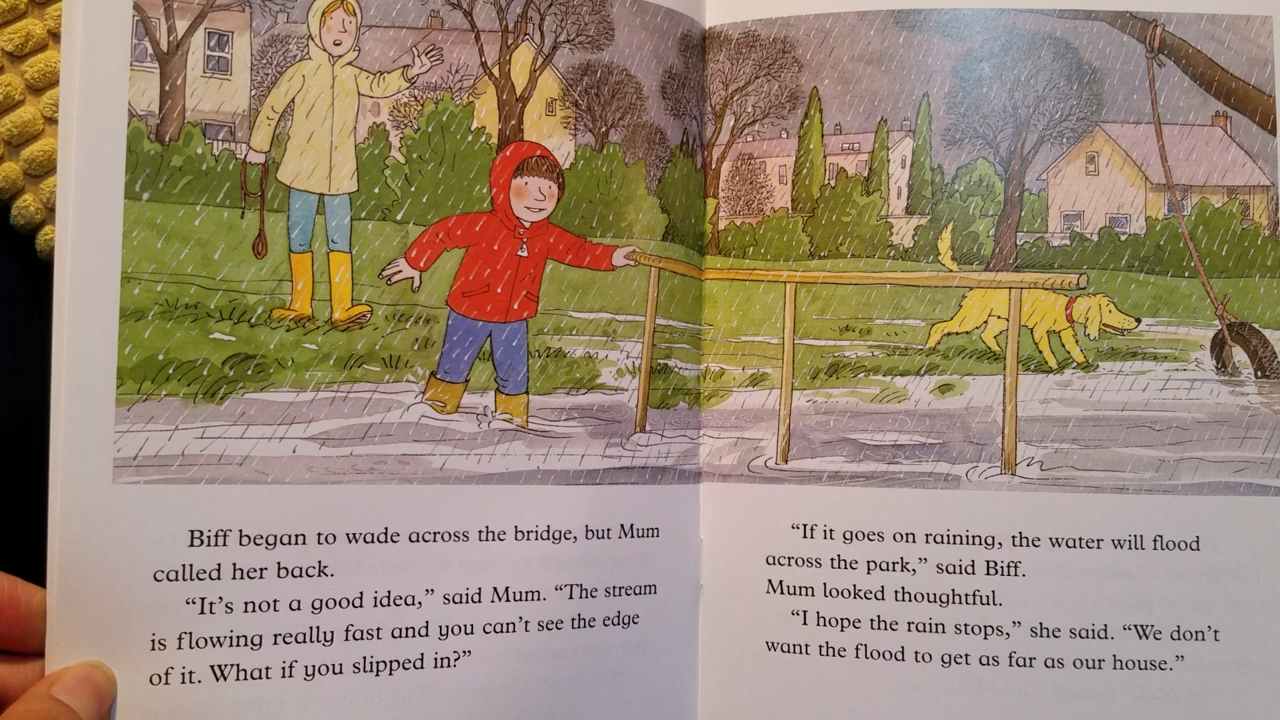 Biff began to wade across the bridge, but Mum
called her back.
“It’s not a good idea,” said Mum. “The stream
is flowing really fast and you can’t see the edge
of it. What if you slipped in?”
“If it goes on raining, the water will flood
across the park,” said Biff.
Mum looked thoughtful.
“I hope the rain stops,” she said. “We don’t
want the flood to get as far as our house.”